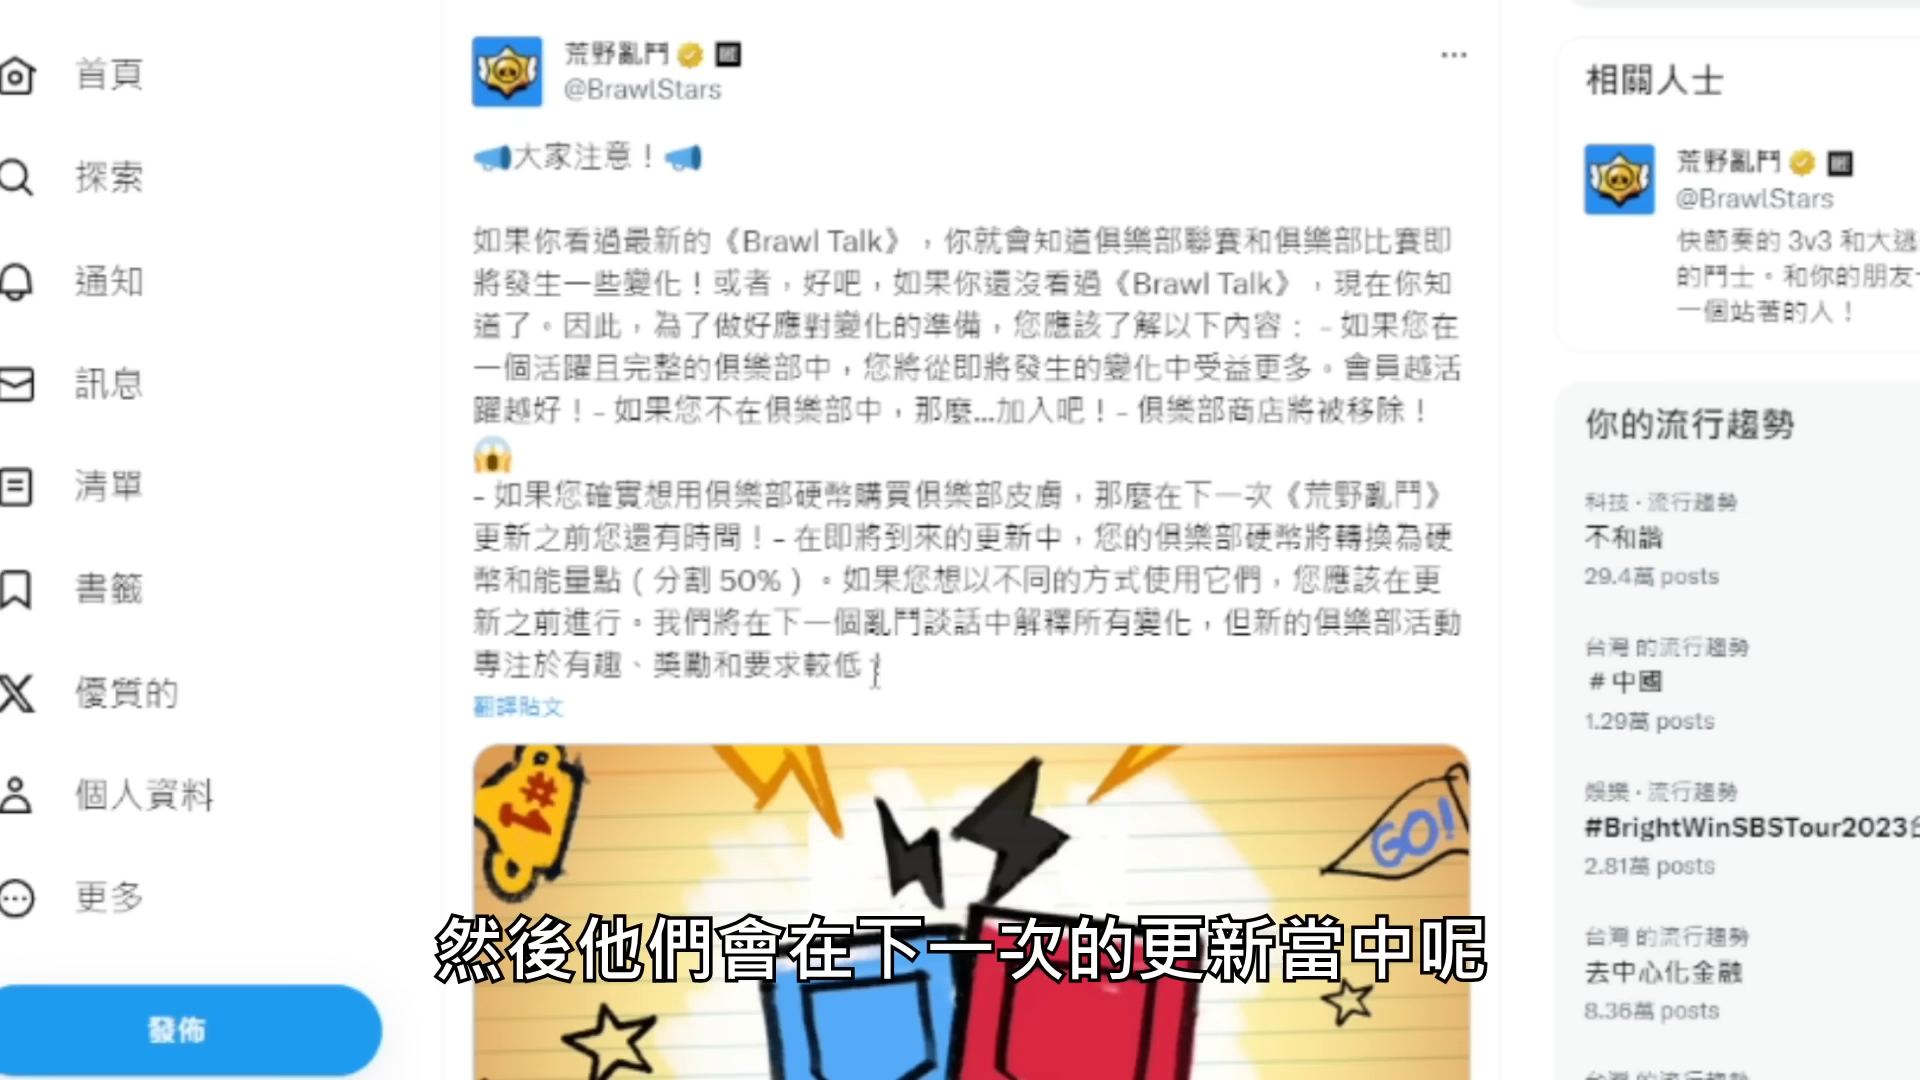 首頁
探索
通知
訊息
清單
書籤
優質的
個人資料
更多
發佈
荒野亂鬥
@BrawlStars
大家注意！
如果你看過最新的《Brawl Talk》，你就會知道俱樂部聯賽和俱樂部比賽即
將發生一些變化！或者，好吧，如果你還沒看過《Brawl Talk》，現在你知
道了。因此，為了做好應對變化的準備，您應該了解以下內容： - 如果您在
一個活躍且完整的俱樂部中，您將從即將發生的變化中受益更多。會員越活
躍越好！- 如果您不在俱樂部中，那麼...加入吧！- 俱樂部商店將被移除！
- 如果您確實想用俱樂部硬幣購買俱樂部皮膚，那麼在下一次《荒野亂鬥》
更新之前您還有時間！- 在即將到來的更新中，您的俱樂部硬幣將轉換為硬
幣和能量點（分割 50%）。如果您想以不同的方式使用它們，您應該在更
新之前進行。我們將在下一個亂鬥談話中解釋所有變化，但新的俱樂部活動
專注於有趣、獎勵和要求較低
翻譯貼文
#1
GO!
然後他們會在下一次的更新當中呢
相關人士
荒野亂鬥
@BrawlStars
快節奏的 3v3 和大逃
的鬥士。和你的朋友
一個站著的人！
你的流行趨勢
科技 · 流行趨勢
不和諧
29.4萬 posts
台灣 的流行趨勢
#中國
1.29萬 posts
娛樂 · 流行趨勢
#BrightWinSBSTour2023
2.81萬 posts
台灣 的流行趨勢
去中心化金融
8.36萬 posts